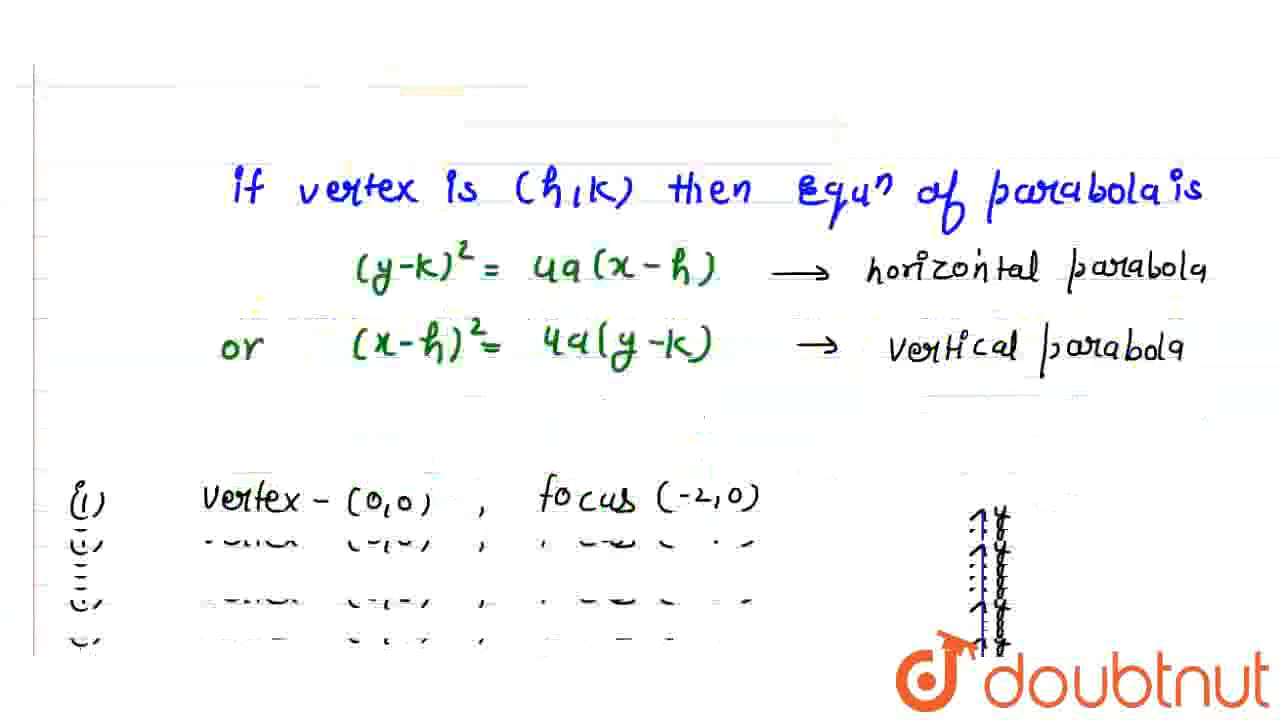 if vertex is (h,k) then Equⁿ of parabola is
(y-k)² = 4a(x-h) → horizontal parabola
or (x-h)² = 4a(y-k) → vertical parabola
(i) vertex - (0,0) , focus (-2,0)
y
y
y
y
doubtnut